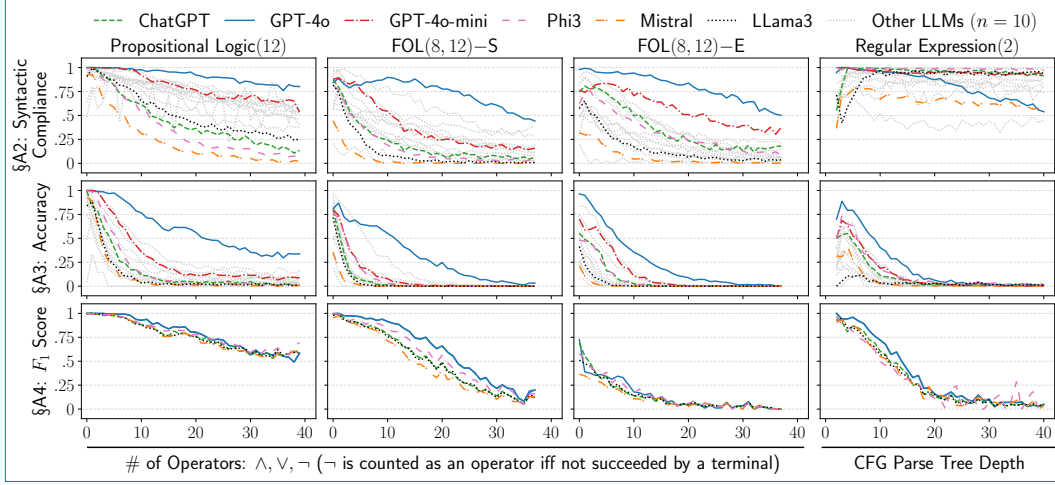 ChatGPT GPT-4o GPT-4o-mini Phi3 Mistral LLama3 Other LLMs (n = 10)
Propositional Logic(12) FOL(8, 12)−S FOL(8, 12)−E Regular Expression(2)
§A2: Syntactic
Compliance
1
.75
.5
.25
0
§A3: Accuracy
1
.75
.5
.25
0
§A4: F₁ Score
1
.75
.5
.25
0
0 10 20 30 40 0 10 20 30 40 0 10 20 30 40 0 10 20 30 40
# of Operators: ∧, ∨, ¬ (¬ is counted as an operator iff not succeeded by a terminal) CFG Parse Tree Depth